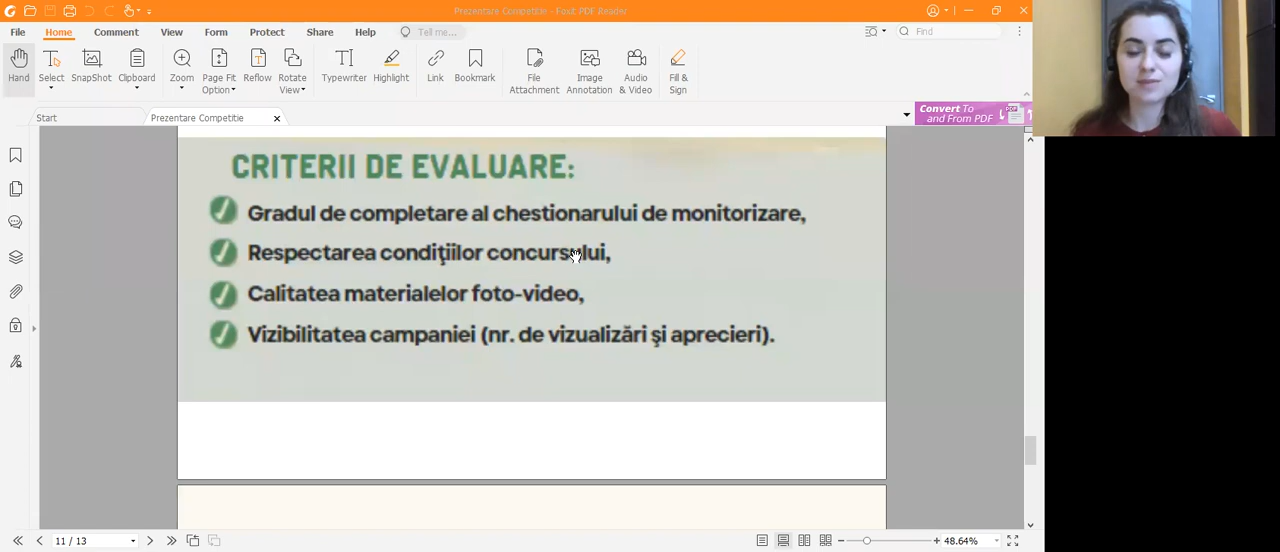 Prezentare Competitie - Foxit PDF Reader
File Home Comment View Form Protect Share Help Tell me... Find
Hand Select SnapShot Clipboard Zoom Page Fit Option Reflow Rotate View Typewriter Highlight Link Bookmark File Attachment Image Annotation Audio & Video Fill & Sign
Start Prezentare Competitie Convert To and From PDF
CRITERII DE EVALUARE:
Gradul de completare al chestionarului de monitorizare,
Respectarea condiţiilor concursului,
Calitatea materialelor foto-video,
Vizibilitatea campaniei (nr. de vizualizări şi aprecieri).
11 / 13 48.64%